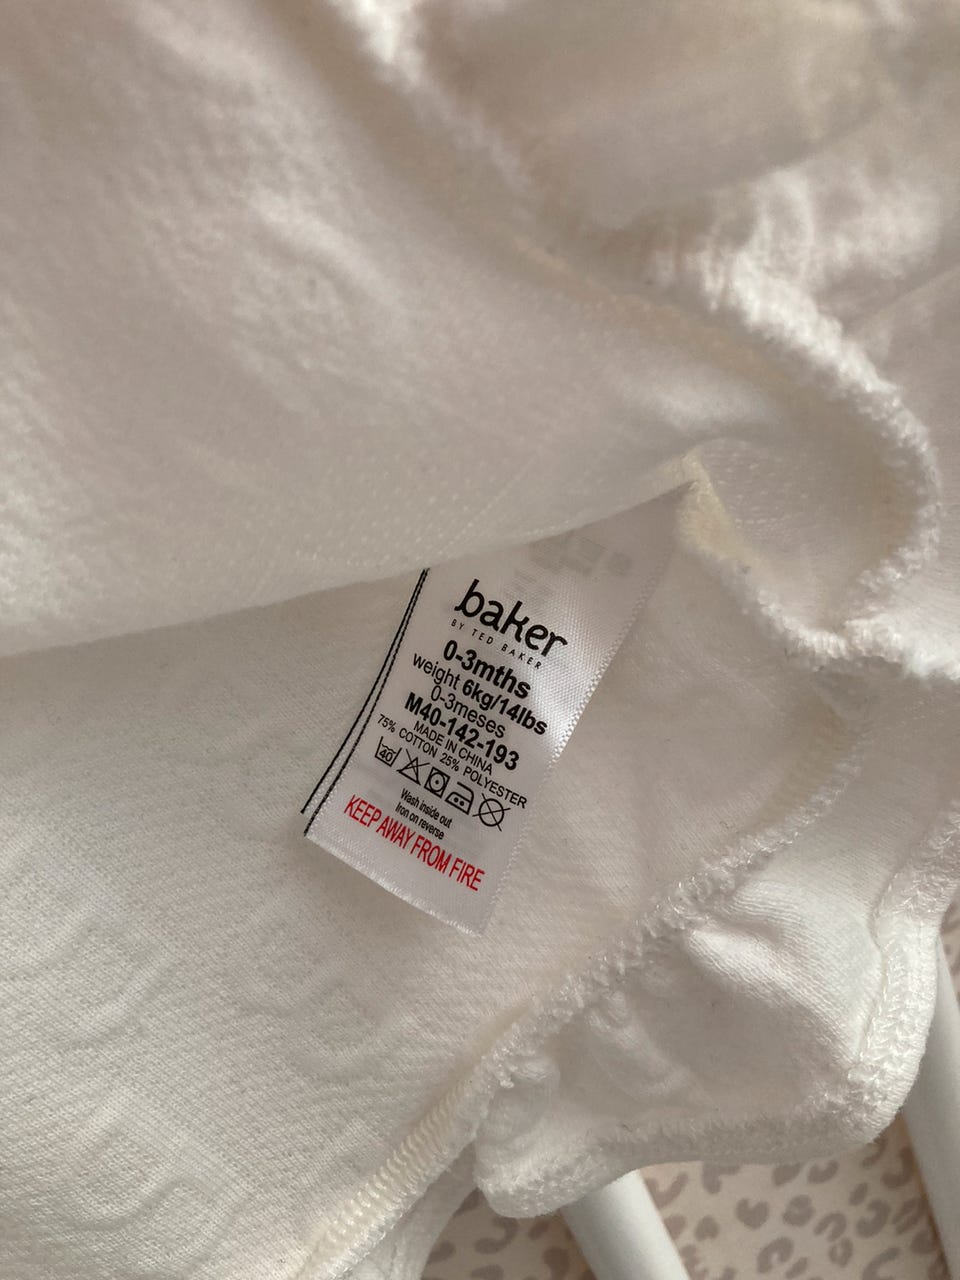 baker
BY TED BAKER
0-3mths
weight 6kg/14lbs
0-3meses
M40-142-193
MADE IN CHINA
75% COTTON 25% POLYESTER
40
Wash inside out
Iron on reverse
KEEP AWAY FROM FIRE